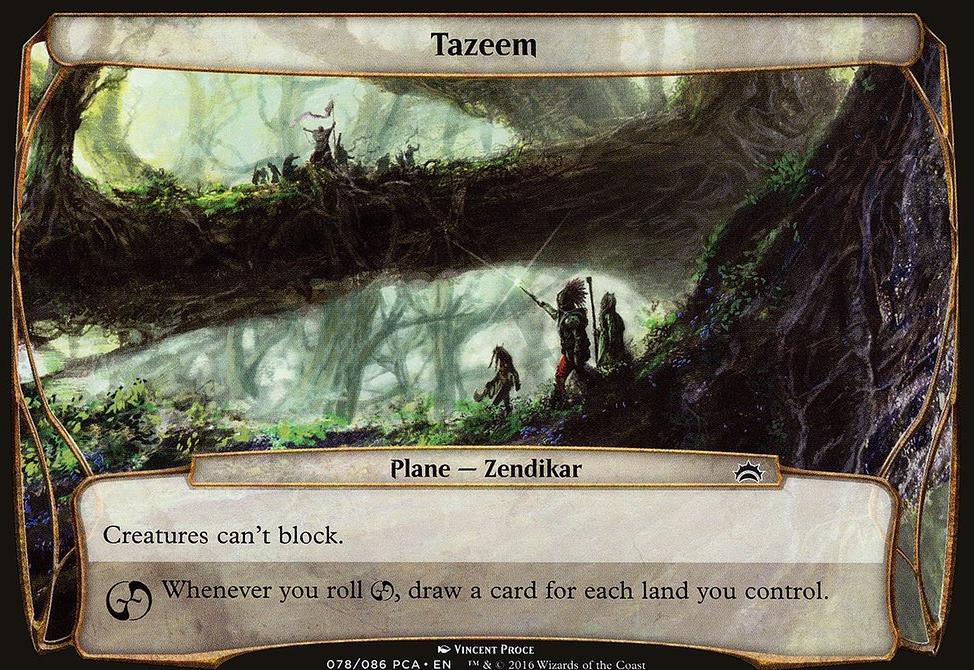 Tazeem
Plane — Zendikar
Creatures can't block.
Whenever you roll , draw a card for each land you control.
Vincent Proce
078/086 PCA • EN ™ & © 2016 Wizards of the Coast